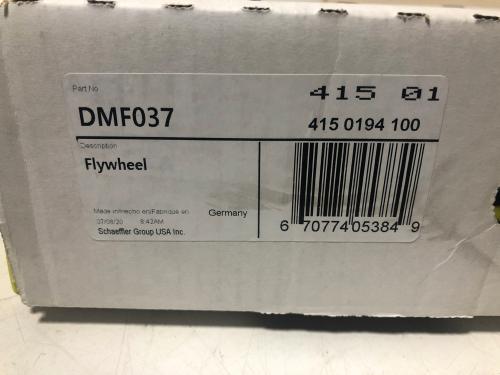 Part No
415 01
DMF037
415 0194 100
Description
Flywheel
Made in/Hecho en/Fabriqué en
Germany
07/08/20 8:42AM
Schaeffler Group USA Inc.
6 70774 05384 9